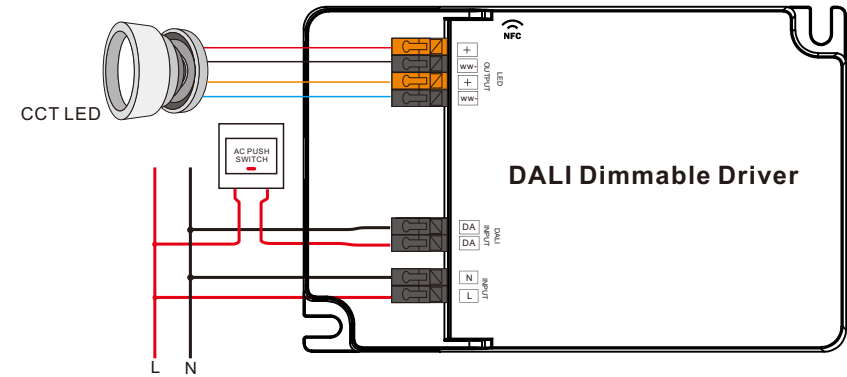 NFC
+
WW-
+
WW-
LED
OUTPUT
CCT LED
AC PUSH
SWITCH
DALI Dimmable Driver
DA
DA
DALI
INPUT
N
L
INPUT
L
N